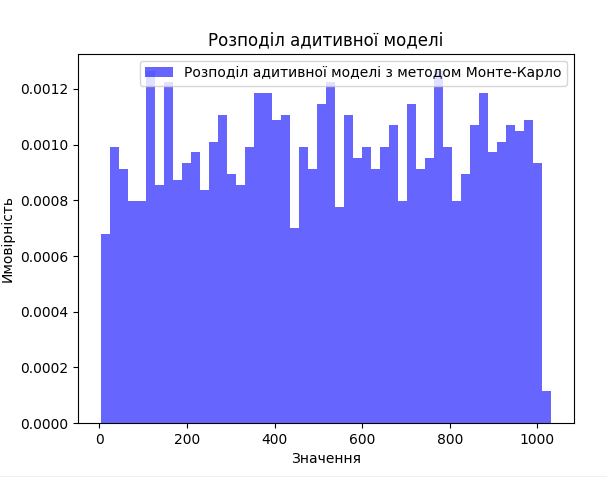 Розподіл адитивної моделі
Розподіл адитивної моделі з методом Монте-Карло
0.0012
0.0010
0.0008
0.0006
0.0004
0.0002
0.0000
Имовірність
0 200 400 600 800 1000
Значення